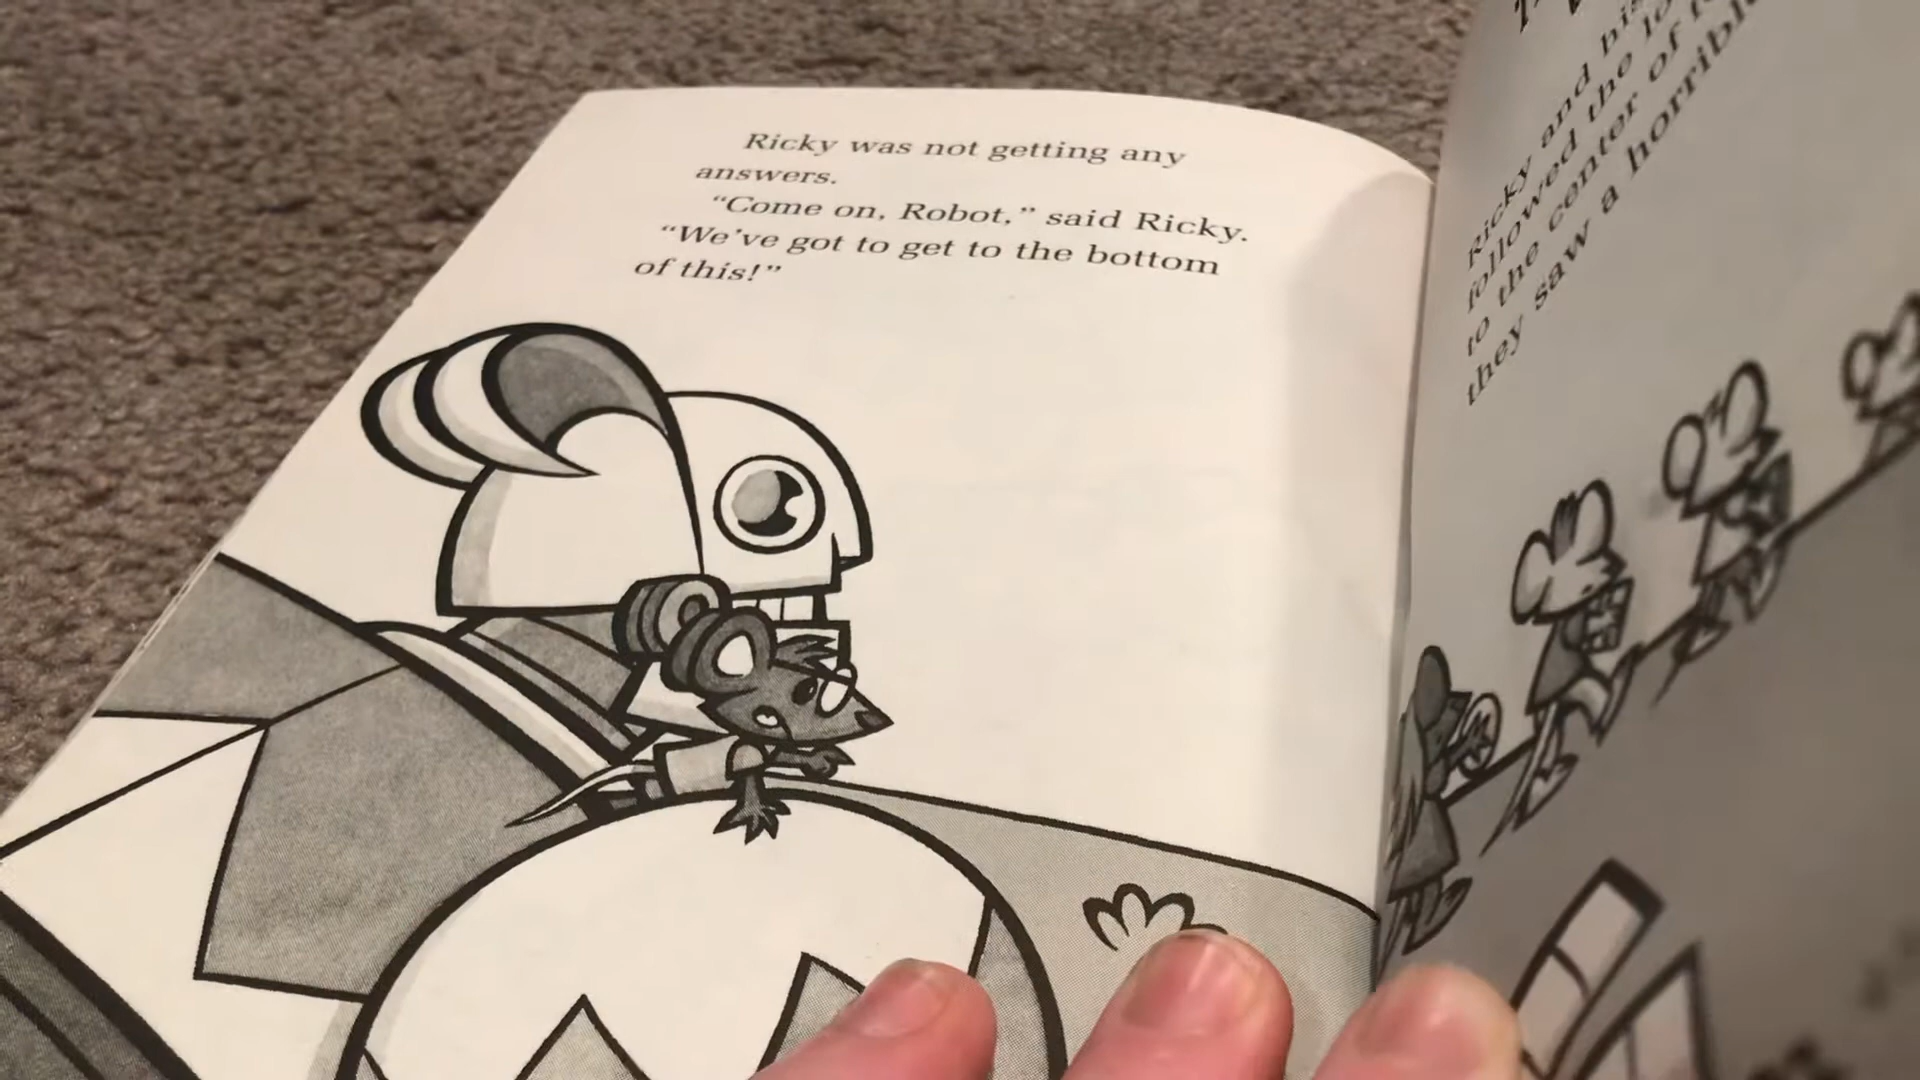 Ricky was not getting any
answers.
“Come on, Robot,” said Ricky.
“We’ve got to get to the bottom
of this!”
Ricky and his
followed the lo
to the center of
they saw a horribl